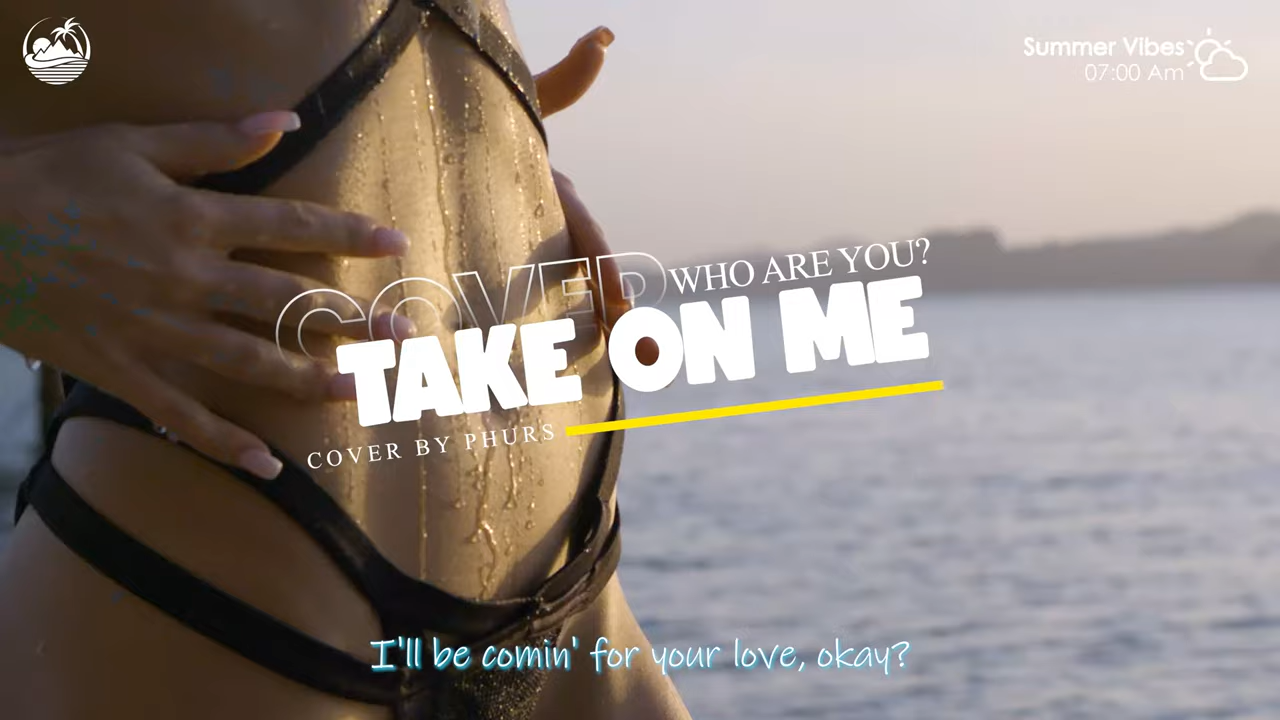 Summer Vibes
07:00 Am
COVER
WHO ARE YOU?
TAKE ON ME
COVER BY PHURS
I'll be comin' for your love, okay?